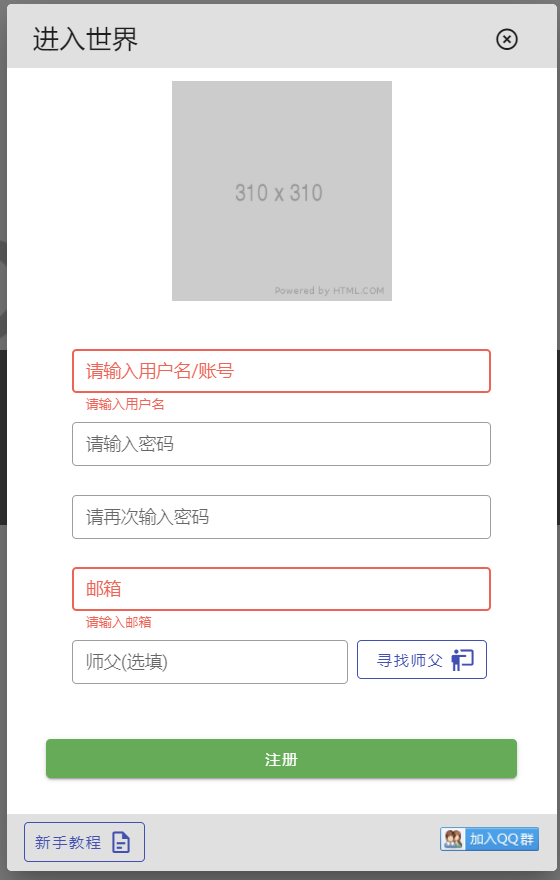 进入世界
310 x 310
Powered by HTML.COM
请输入用户名/账号
请输入用户名
请输入密码
请再次输入密码
邮箱
请输入邮箱
师父(选填)
寻找师父
注册
新手教程
加入QQ群